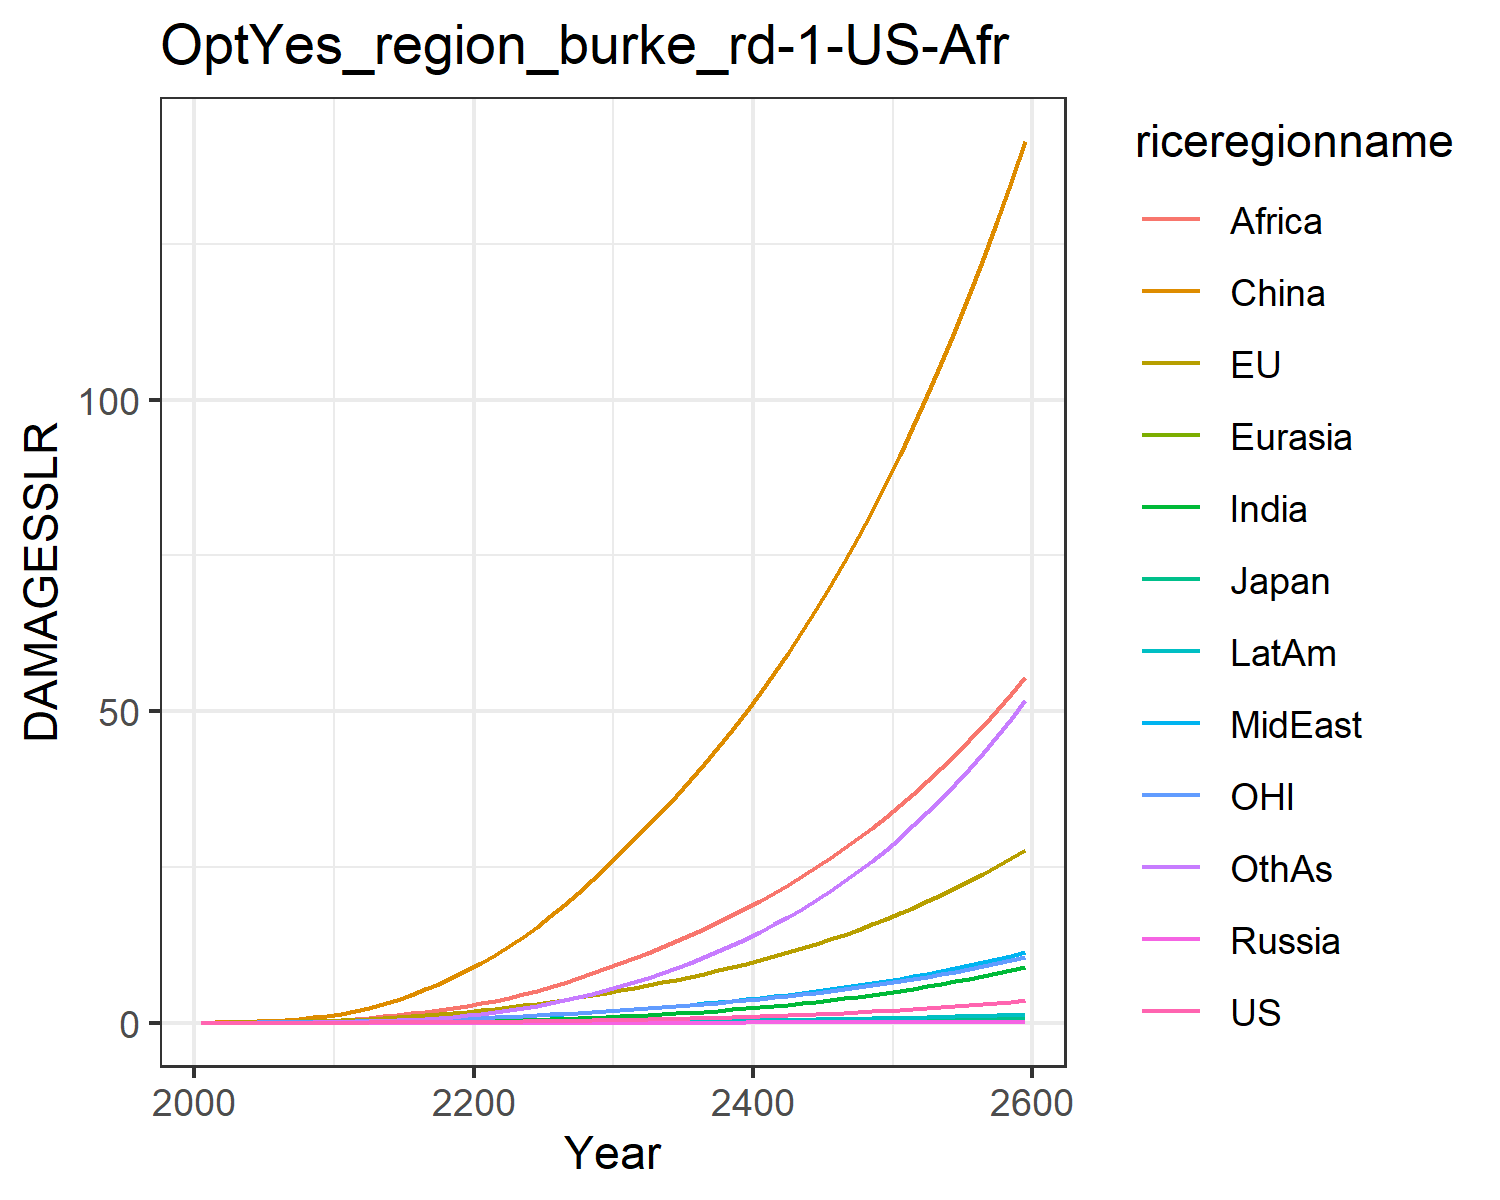 OptYes_region_burke_rd-1-US-Afr
DAMAGESSLR
100
50
0
2000
2200
2400
2600
Year
riceregionname
Africa
China
EU
Eurasia
India
Japan
LatAm
MidEast
OHI
OthAs
Russia
US